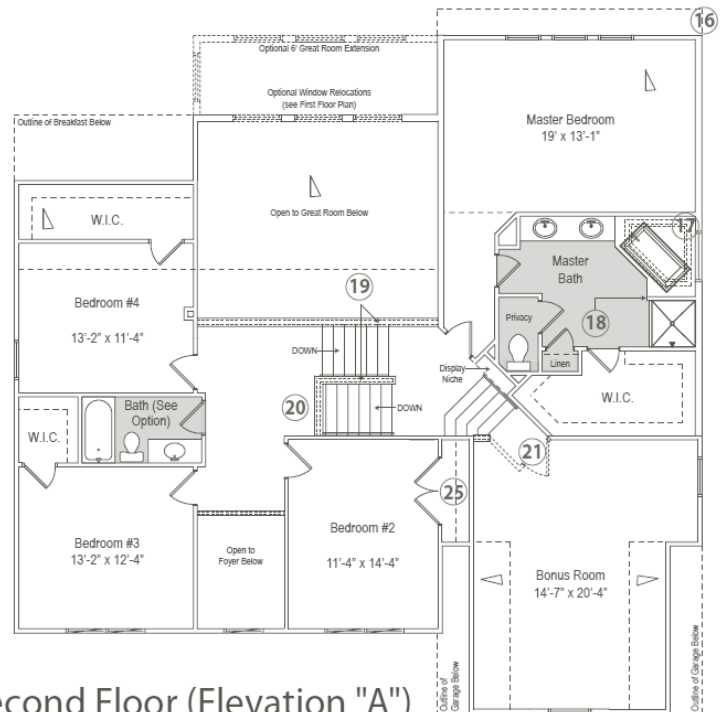 16
Optional 6' Great Room Extension
Optional Window Relocations
(see First Floor Plan)
Outline of Breakfast Below
Master Bedroom
19' x 13'-1"
W.I.C.
Open to Great Room Below
17
Master
Bath
Bedroom #4
13'-2" x 11'-4"
19
Privacy
18
DOWN
Linen
Display
Niche
W.I.C.
20
DOWN
Bath (See
Option)
W.I.C.
21
25
Bedroom #3
13'-2" x 12'-4"
Open to
Foyer Below
Bedroom #2
11'-4" x 14'-4"
Bonus Room
14'-7" x 20'-4"
Outline of
Garage Below
Outline of Garage Below
econd Floor (Elevation "A")